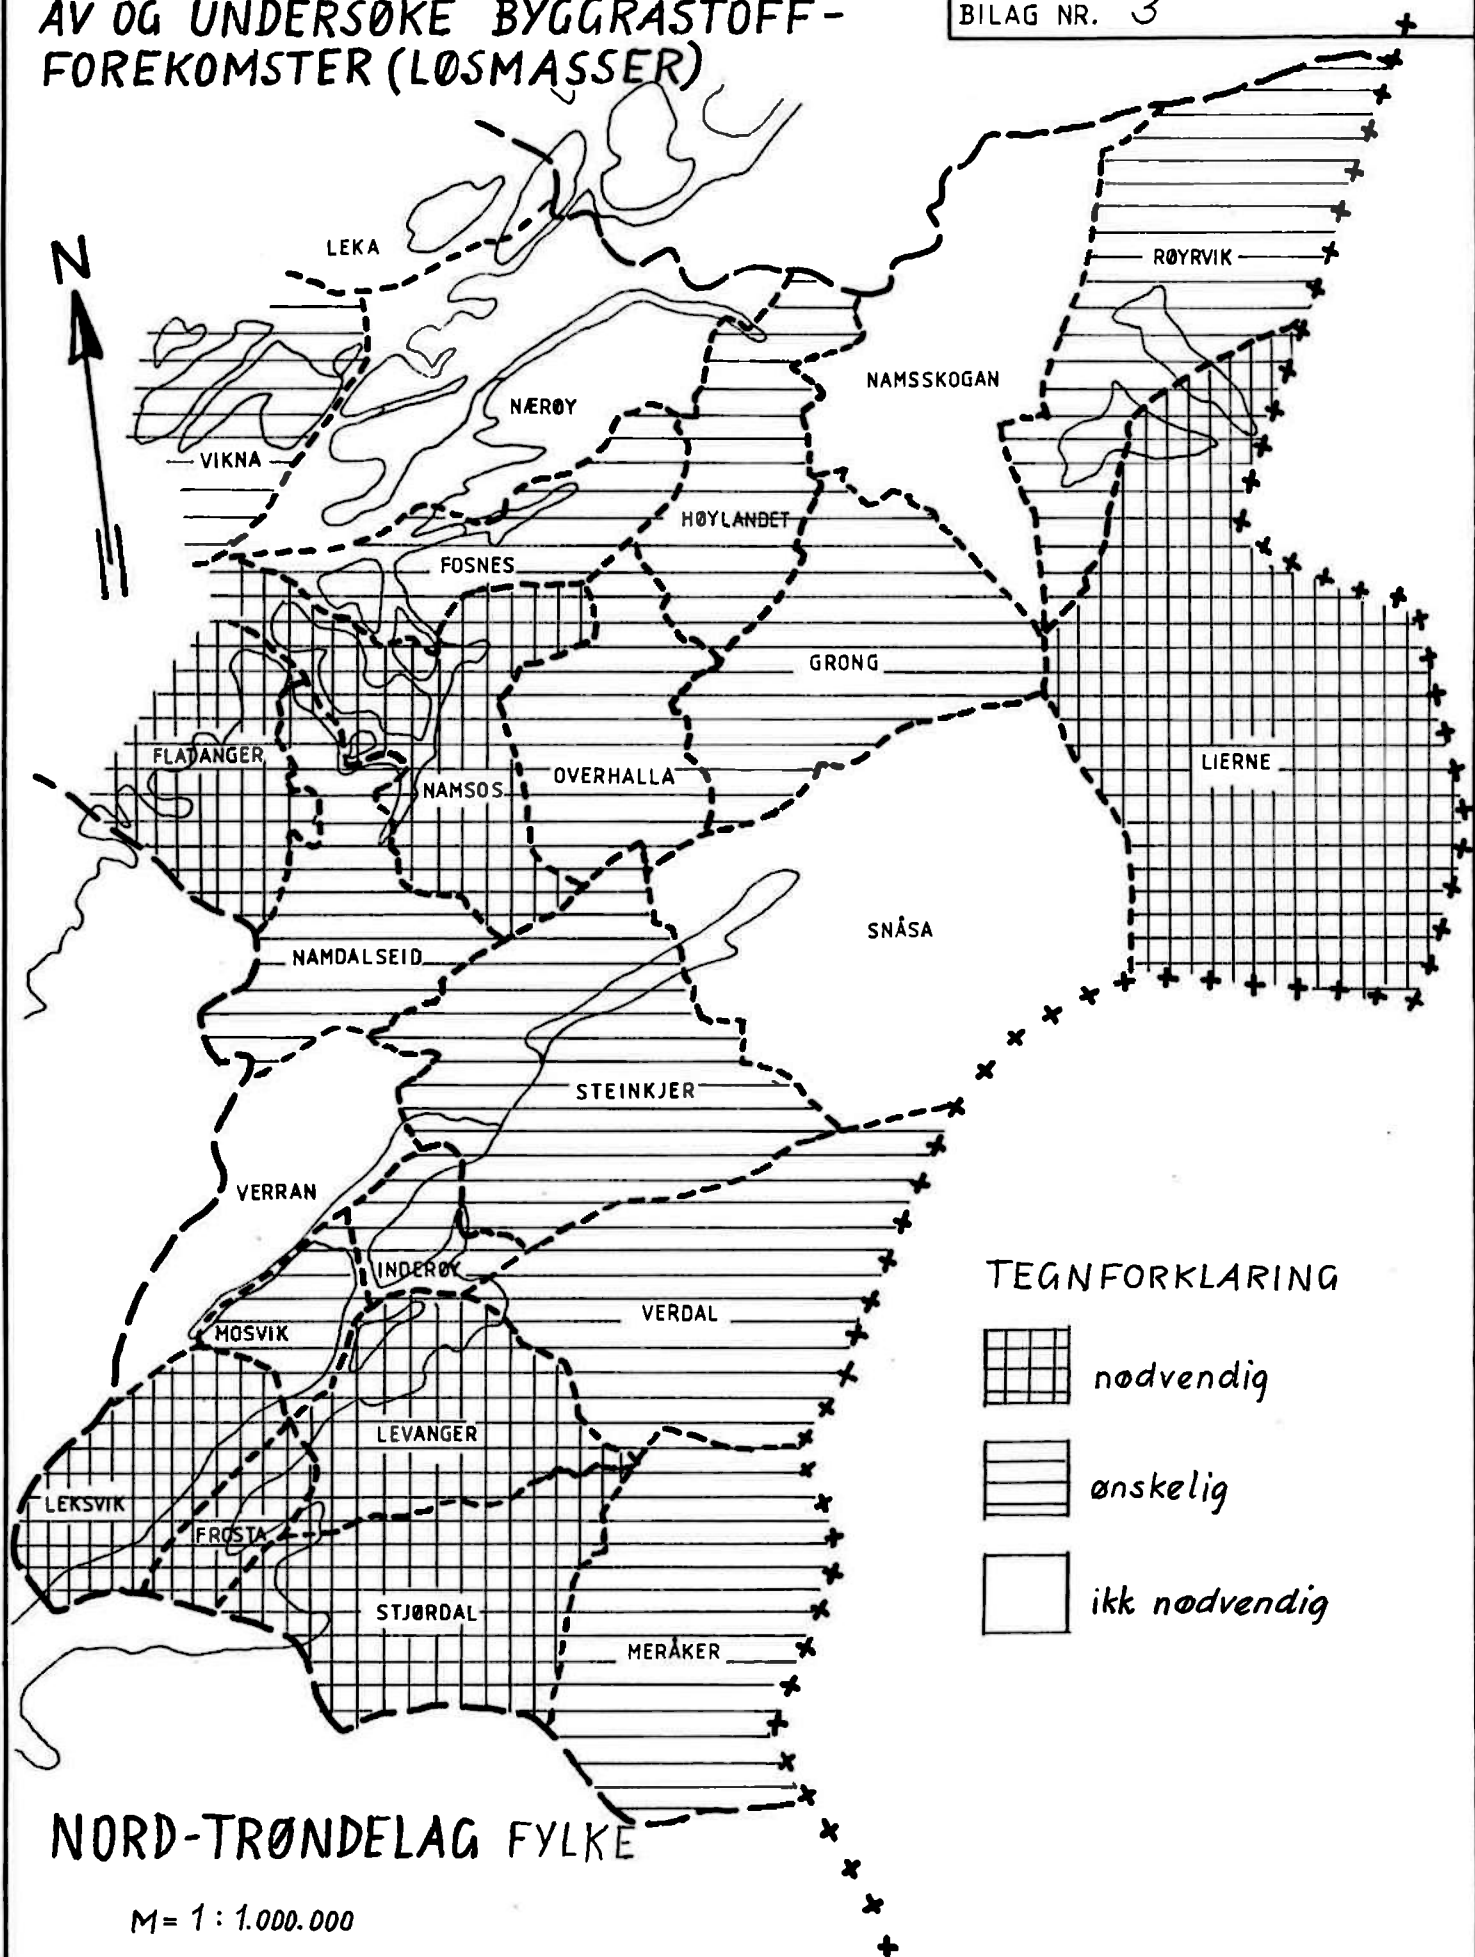 AV OG UNDERSØKE BYGGRÅSTOFF-
FOREKOMSTER (LØSMASSER)
BILAG NR. 3
N
LEKA
RØYRVIK
NAMSSKOGAN
NÆRØY
VIKNA
HØYLANDET
FOSNES
GRONG
FLATANGER
LIERNE
OVERHALLA
NAMSOS
SNÅSA
NAMDALSEID
STEINKJER
VERRAN
INDERØY
TEGNFORKLARING
VERDAL
MOSVIK
nødvendig
LEVANGER
ønskelig
LEKSVIK
FROSTA
ikk nødvendig
STJØRDAL
MERÅKER
NORD-TRØNDELAG FYLKE
M= 1 : 1.000.000